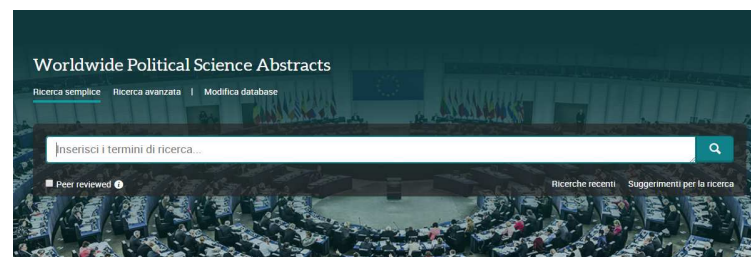 Worldwide Political Science Abstracts
Ricerca semplice Ricerca avanzata | Modifica database
Inserisci i termini di ricerca...
Peer reviewed
Ricerche recenti Suggerimenti per la ricerca